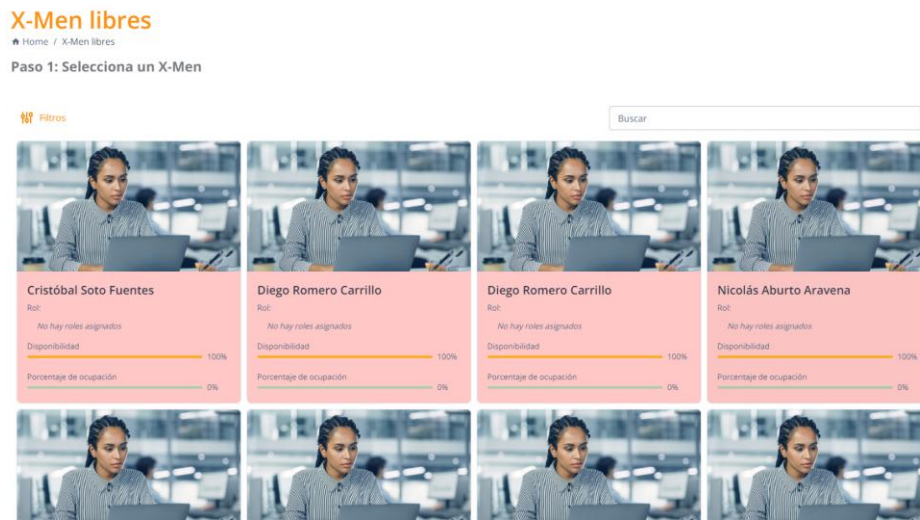 X-Men libres
Home / X-Men libres
Paso 1: Selecciona un X-Men
Filtros
Buscar
Cristóbal Soto Fuentes
Rol:
No hay roles asignados
Disponibilidad
100%
Porcentaje de ocupación
0%
Diego Romero Carrillo
Rol:
No hay roles asignados
Disponibilidad
100%
Porcentaje de ocupación
0%
Diego Romero Carrillo
Rol:
No hay roles asignados
Disponibilidad
100%
Porcentaje de ocupación
0%
Nicolás Aburto Aravena
Rol:
No hay roles asignados
Disponibilidad
100%
Porcentaje de ocupación
0%